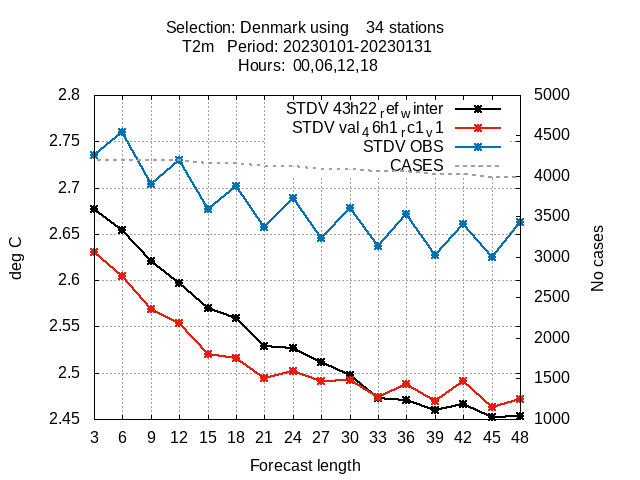 Selection: Denmark using 34 stations
T2m Period: 20230101-20230131
Hours: 00,06,12,18
STDV 43h22refwinter
STDV val46h1rc1v1
STDV OBS
CASES
2.8
2.75
2.7
2.65
2.6
2.55
2.5
2.45
deg C
5000
4500
4000
3500
3000
2500
2000
1500
1000
No cases
3 6 9 12 15 18 21 24 27 30 33 36 39 42 45 48
Forecast length